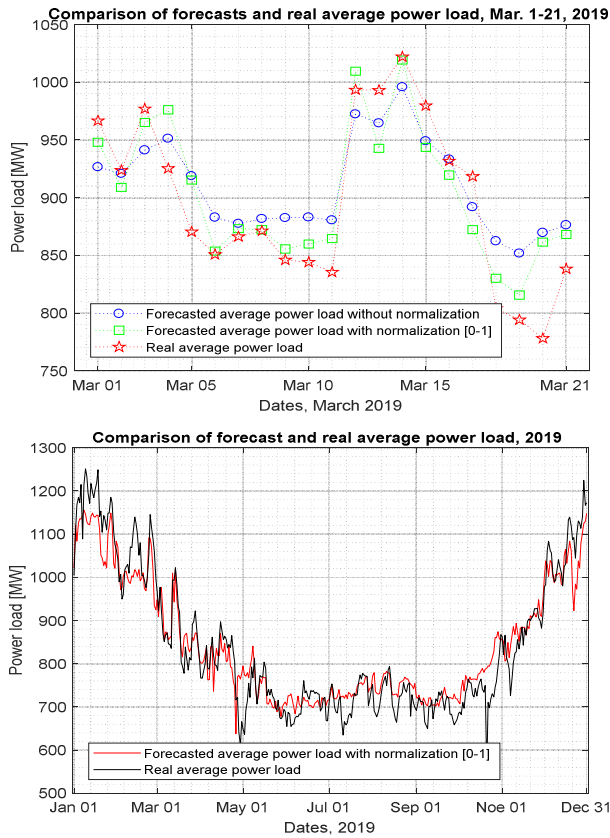 Comparison of forecasts and real average power load, Mar. 1-21, 2019
1050
1000
950
900
850
800
750
Power load [MW]
Forecasted average power load without normalization
Forecasted average power load with normalization [0-1]
Real average power load
Mar 01 Mar 05 Mar 10 Mar 15 Mar 21
Dates, March 2019
Comparison of forecast and real average power load, 2019
1300
1200
1100
1000
900
800
700
600
500
Power load [MW]
Forecasted average power load with normalization [0-1]
Real average power load
Jan 01 Mar 01 May 01 Jul 01 Sep 01 Noe 01 Dec 31
Dates, 2019